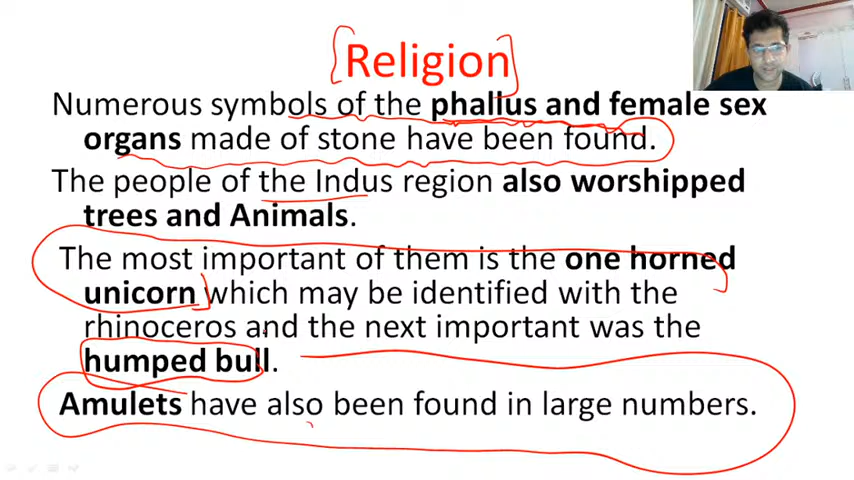 Religion
Numerous symbols of the phallus and female sex
organs made of stone have been found.
The people of the Indus region also worshipped
trees and Animals.
The most important of them is the one horned
unicorn which may be identified with the
rhinoceros and the next important was the
humped bull.
Amulets have also been found in large numbers.